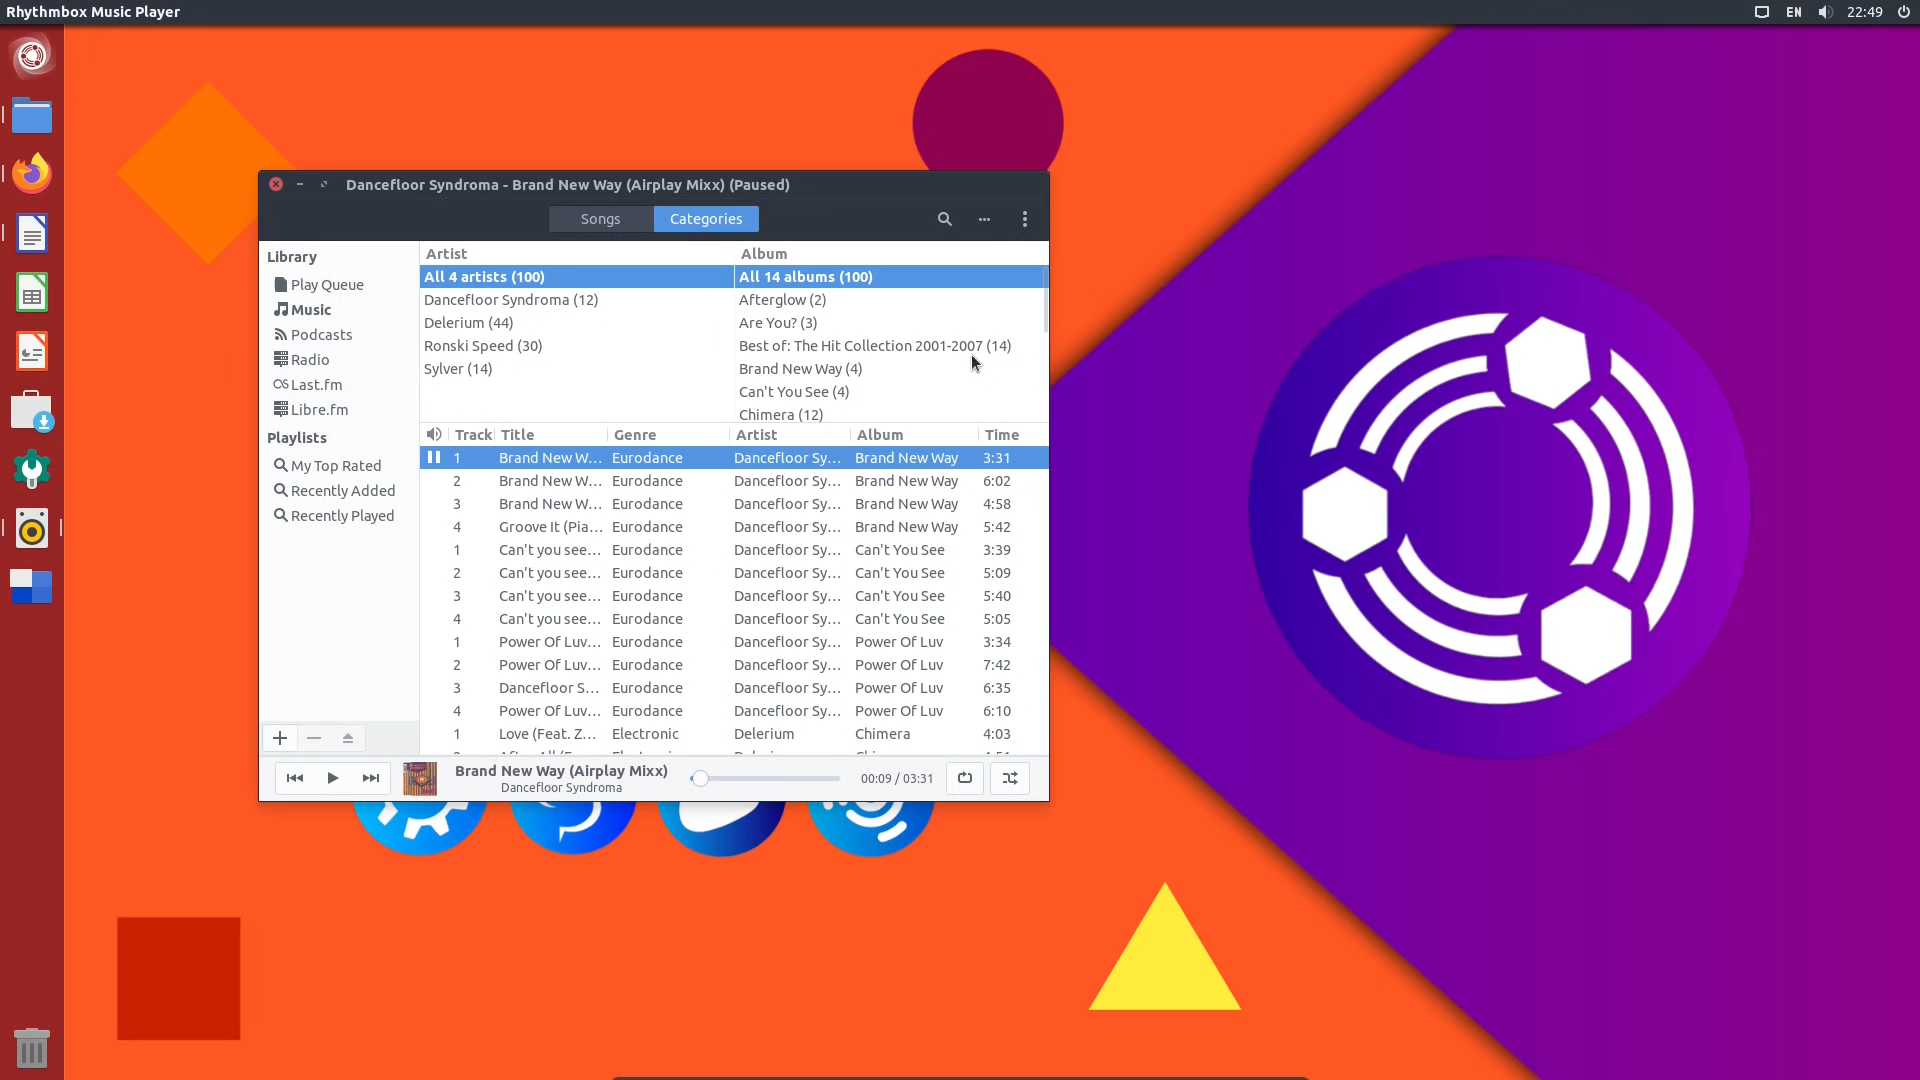 Rhythmbox Music Player
EN 22:49
Dancefloor Syndroma - Brand New Way (Airplay Mixx) (Paused)
Songs Categories
Library
Play Queue
Music
Podcasts
Radio
Last.fm
Libre.fm
Playlists
My Top Rated
Recently Added
Recently Played
Artist
All 4 artists (100)
Dancefloor Syndroma (12)
Delerium (44)
Ronski Speed (30)
Sylver (14)
Album
All 14 albums (100)
Afterglow (2)
Are You? (3)
Best of: The Hit Collection 2001-2007 (14)
Brand New Way (4)
Can't You See (4)
Chimera (12)
Track Title Genre Artist Album Time
1 Brand New W... Eurodance Dancefloor Sy... Brand New Way 3:31
2 Brand New W... Eurodance Dancefloor Sy... Brand New Way 6:02
3 Brand New W... Eurodance Dancefloor Sy... Brand New Way 4:58
4 Groove It (Pia... Eurodance Dancefloor Sy... Brand New Way 5:42
1 Can't you see... Eurodance Dancefloor Sy... Can't You See 3:39
2 Can't you see... Eurodance Dancefloor Sy... Can't You See 5:09
3 Can't you see... Eurodance Dancefloor Sy... Can't You See 5:40
4 Can't you see... Eurodance Dancefloor Sy... Can't You See 5:05
1 Power Of Luv... Eurodance Dancefloor Sy... Power Of Luv 3:34
2 Power Of Luv... Eurodance Dancefloor Sy... Power Of Luv 7:42
3 Dancefloor S... Eurodance Dancefloor Sy... Power Of Luv 6:35
4 Power Of Luv... Eurodance Dancefloor Sy... Power Of Luv 6:10
1 Love (Feat. Z... Electronic Delerium Chimera 4:03
Brand New Way (Airplay Mixx)
Dancefloor Syndroma
00:09 / 03:31